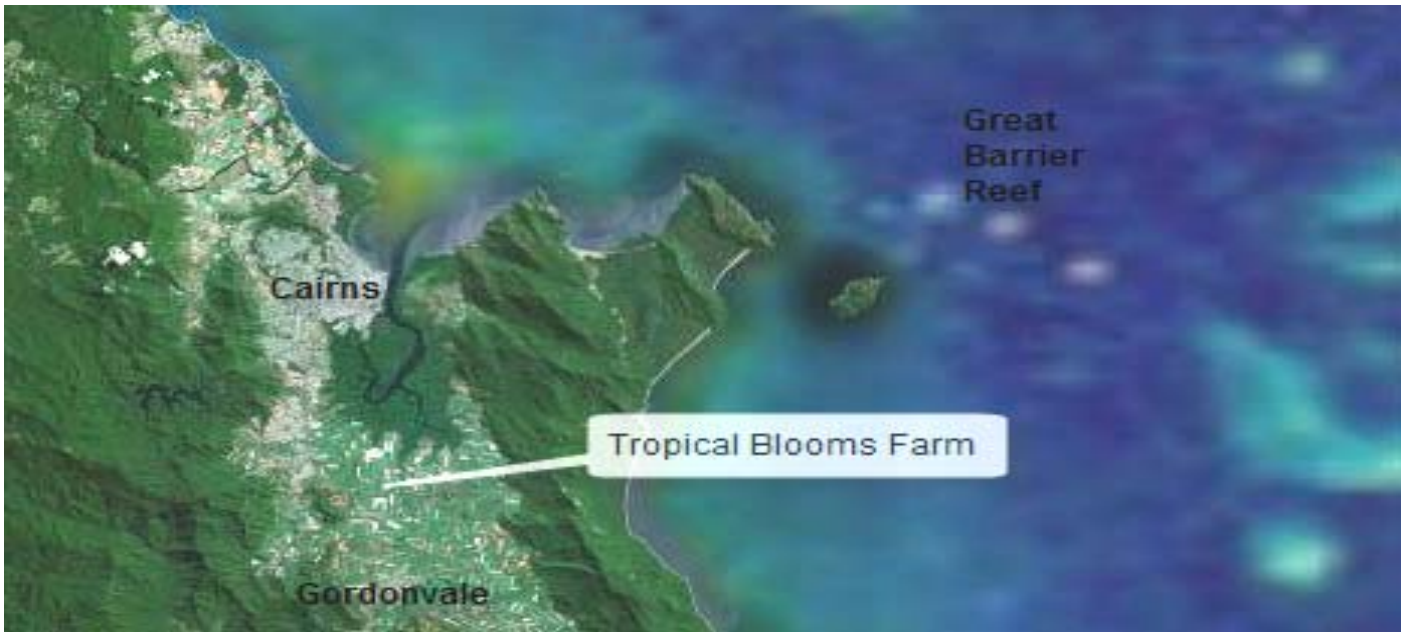 Great
Barrier
Reef
Cairns
Tropical Blooms Farm
Gordonvale